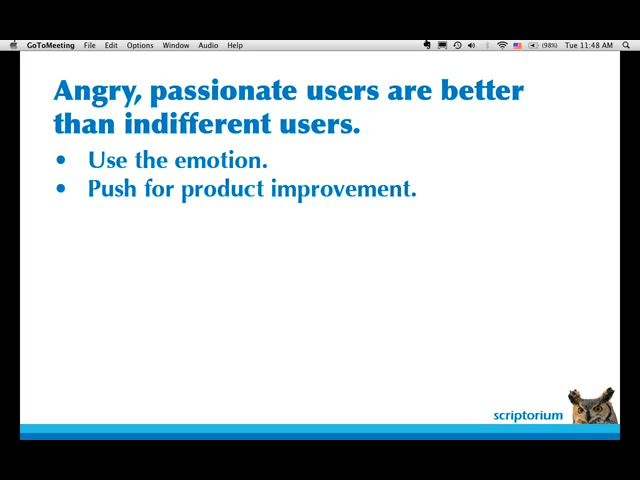 GoToMeeting File Edit Options Window Audio Help (98%) Tue 11:48 AM
Angry, passionate users are better
than indifferent users.
• Use the emotion.
• Push for product improvement.
scriptorium